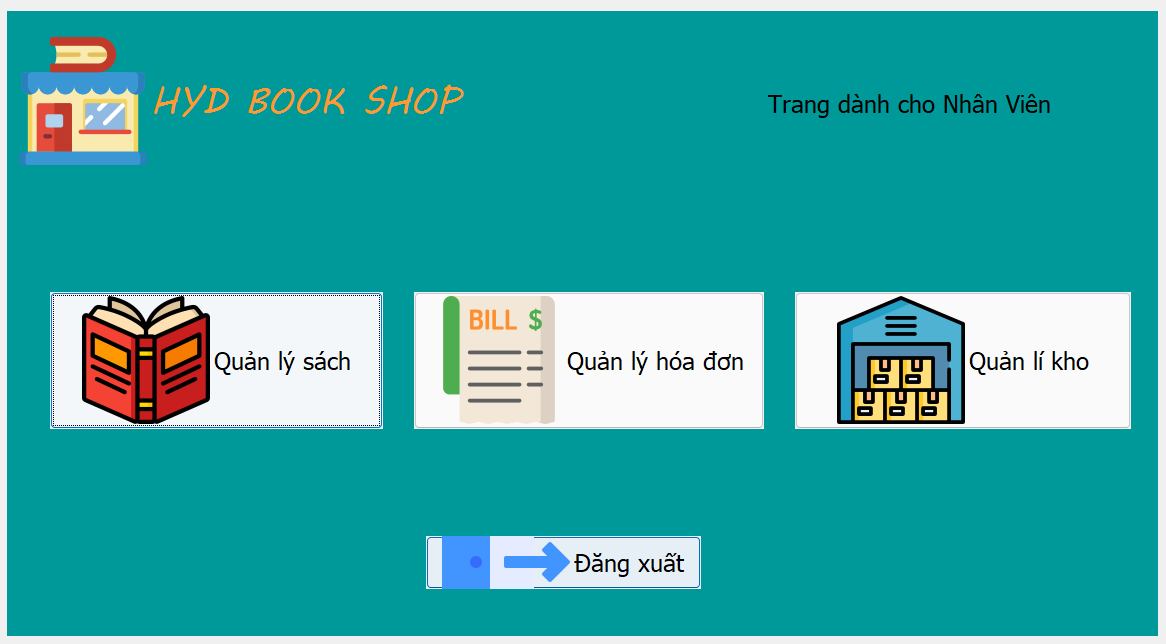 HYD BOOK SHOP
Trang dành cho Nhân Viên
Quản lý sách
BILL $
Quản lý hóa đơn
Quản lí kho
Đăng xuất